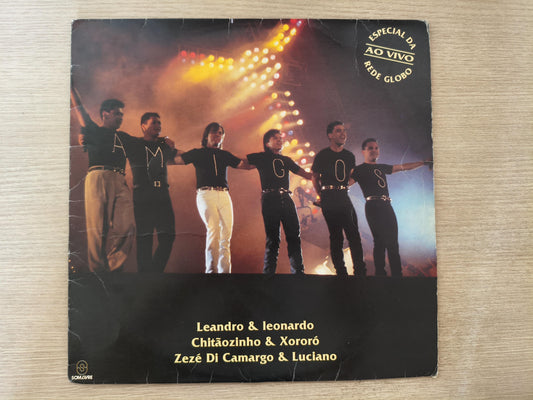 ESPECIAL DA
AO VIVO
REDE GLOBO
A M I G O S
Leandro & leonardo
Chitãozinho & Xororó
Zezé Di Camargo & Luciano
SOM LIVRE